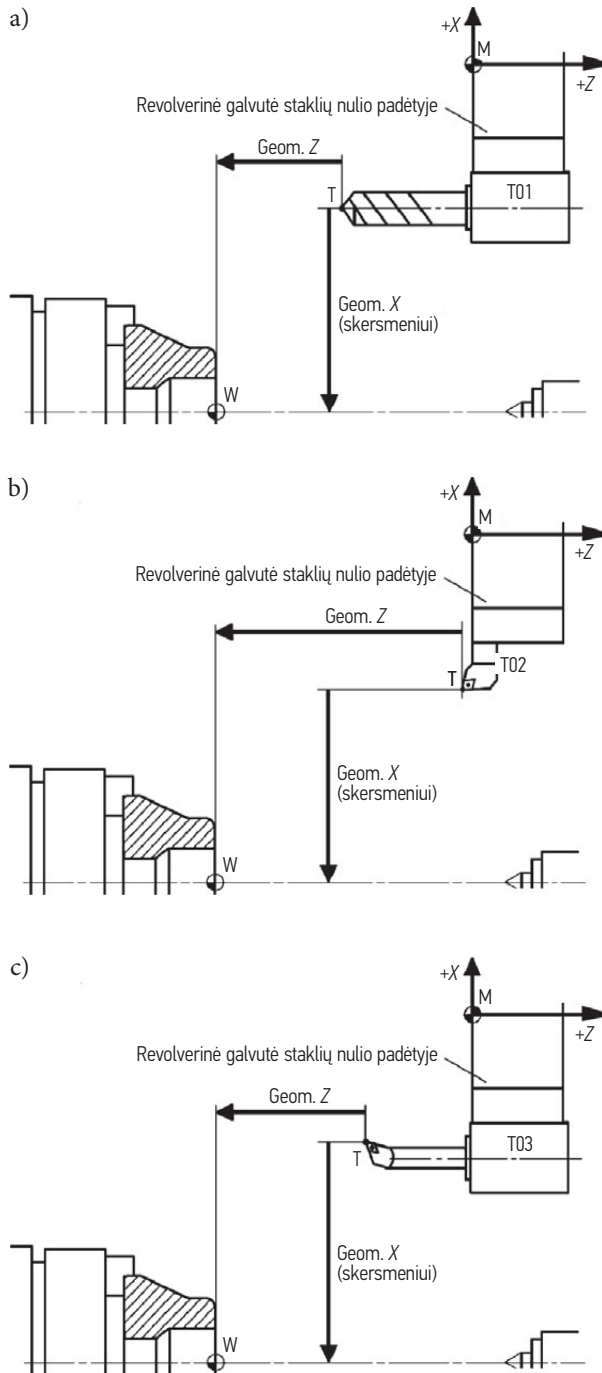 a)
+X
M
+Z
Revolverinė galvutė staklių nulio padėtyje
Geom. Z
T
T01
Geom. X
(skersmeniui)
W
b)
+X
M
+Z
Revolverinė galvutė staklių nulio padėtyje
Geom. Z
T02
T
Geom. X
(skersmeniui)
W
c)
+X
M
+Z
Revolverinė galvutė staklių nulio padėtyje
Geom. Z
T
T03
Geom. X
(skersmeniui)
W